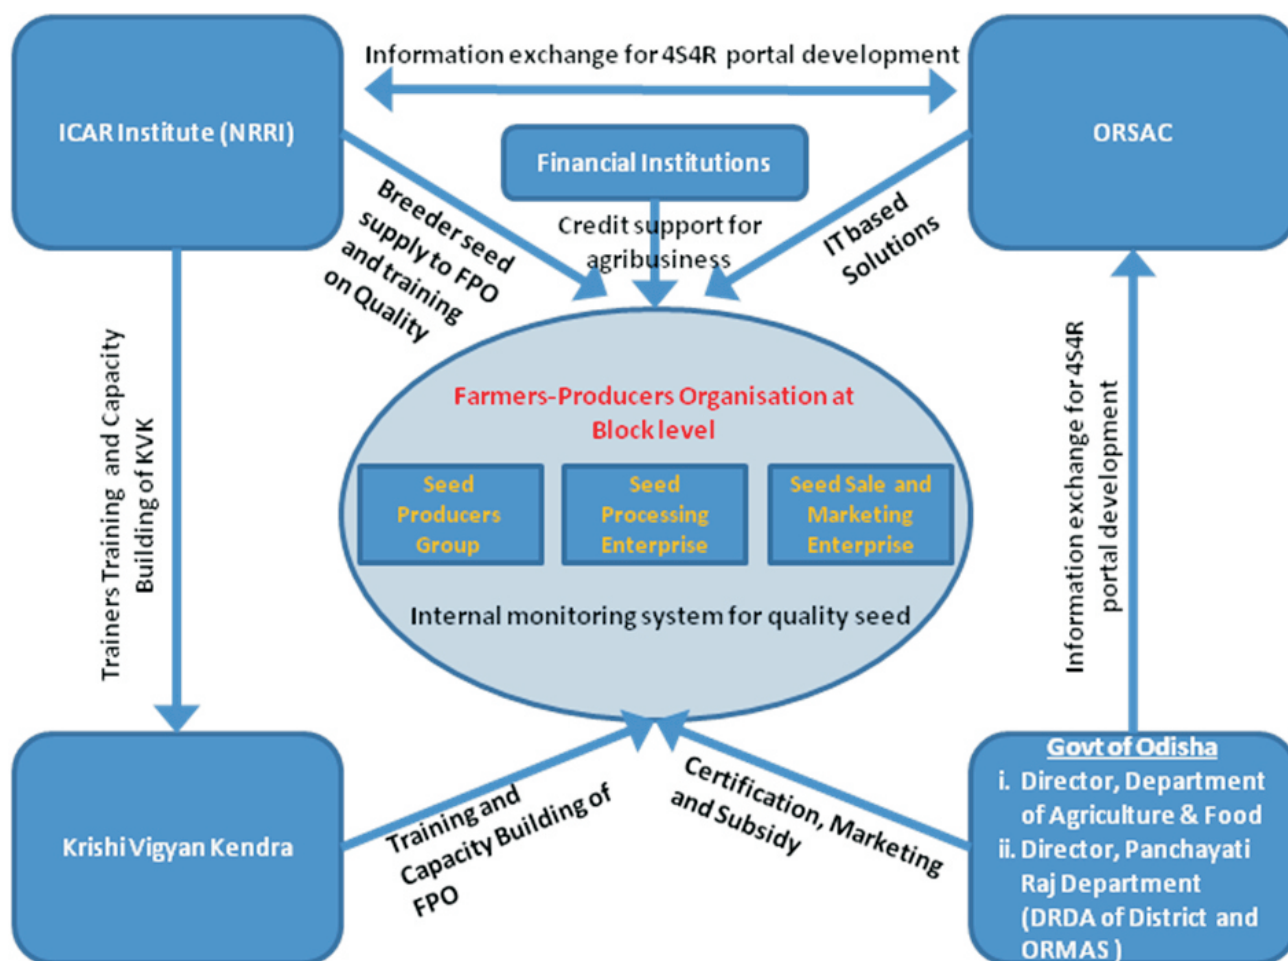 Information exchange for 4S4R portal development
ICAR Institute (NRRI)
ORSAC
Financial Institutions
Breeder seed
supply to FPO
and training
on Quality
Credit support for
agribusiness
IT based
Solutions
Trainers Training and Capacity
Building of KVK
Farmers-Producers Organisation at
Block level
Seed
Producers
Group
Seed
Processing
Enterprise
Seed Sale and
Marketing
Enterprise
Internal monitoring system for quality seed
Information exchange for 4S4R
portal development
Krishi Vigyan Kendra
Training and
Capacity Building of
FPO
Certification, Marketing
and Subsidy
Govt of Odisha
i. Director, Department
of Agriculture & Food
ii. Director, Panchayati
Raj Department
(DRDA of District and
ORMAS )